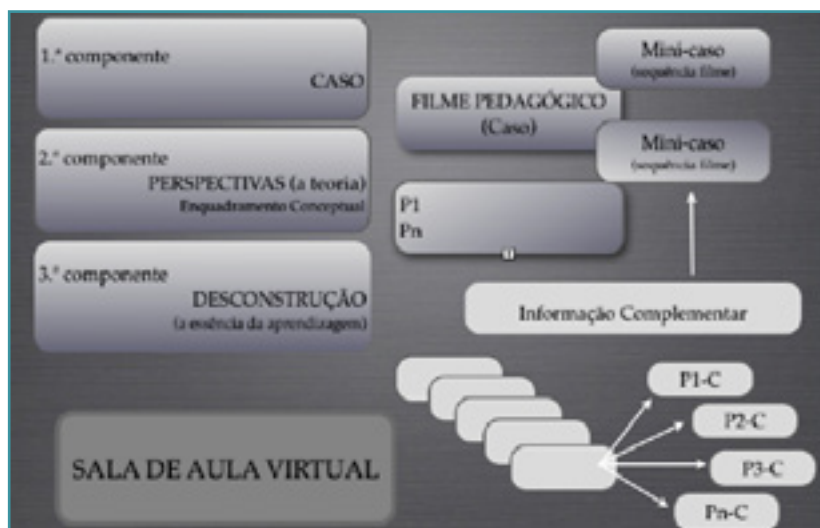 1.ª componente
CASO
2.ª componente
PERSPECTIVAS (a teoria)
Enquadramento Conceptual
3.ª componente
DESCONSTRUÇÃO
(a essência da aprendizagem)
SALA DE AULA VIRTUAL
FILME PEDAGÓGICO
(Caso)
Mini-caso
(sequência filme)
Mini-caso
(sequência filme)
P1
Pn
Informação Complementar
P1-C
P2-C
P3-C
Pn-C